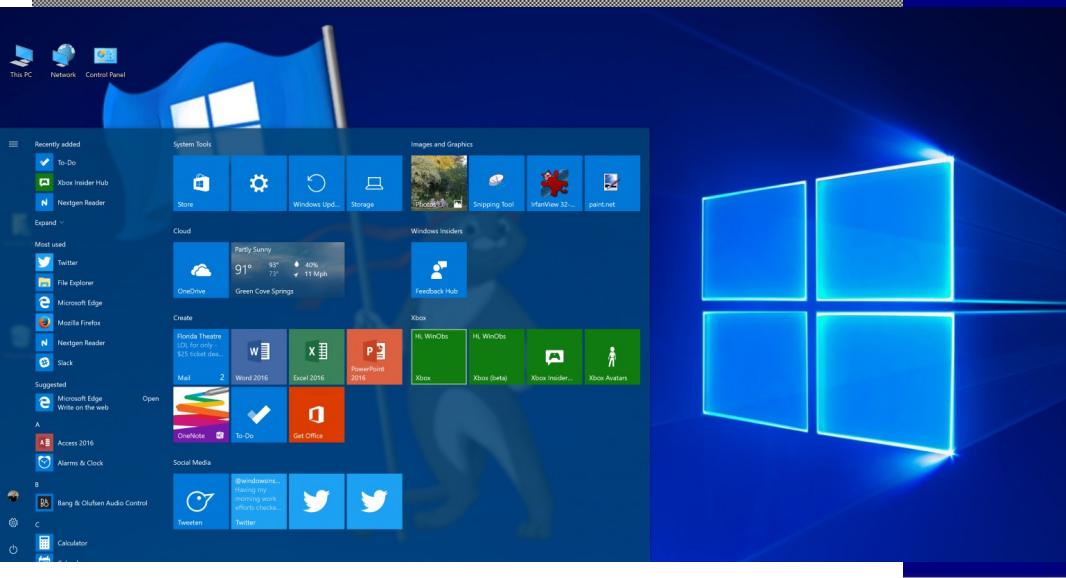 This PC
Network
Control Panel
Recently added
To-Do
Xbox Insider Hub
Nextgen Reader
Expand
Most used
Twitter
File Explorer
Microsoft Edge
Mozilla Firefox
Nextgen Reader
Slack
Suggested
Microsoft Edge
Write on the web
Open
A
Access 2016
Alarms & Clock
B
Bang & Olufsen Audio Control
C
Calculator
System Tools
Store
Windows Upd...
Storage
Cloud
OneDrive
Partly Sunny
91° 93° 40%
73° 11 Mph
Green Cove Springs
Create
Florida Theatre
LOL for only -
$25 ticket dea...
Mail 2
Word 2016
Excel 2016
PowerPoint
2016
OneNote
To-Do
Get Office
Social Media
Tweeten
@windowsins...
Having my
morning work
efforts checke...
Twitter
Images and Graphics
Photos
Snipping Tool
IrfanView 32-...
paint.net
Windows Insiders
Feedback Hub
Xbox
Hi, WinObs
Xbox
Hi, WinObs
Xbox (beta)
Xbox Insider...
Xbox Avatars